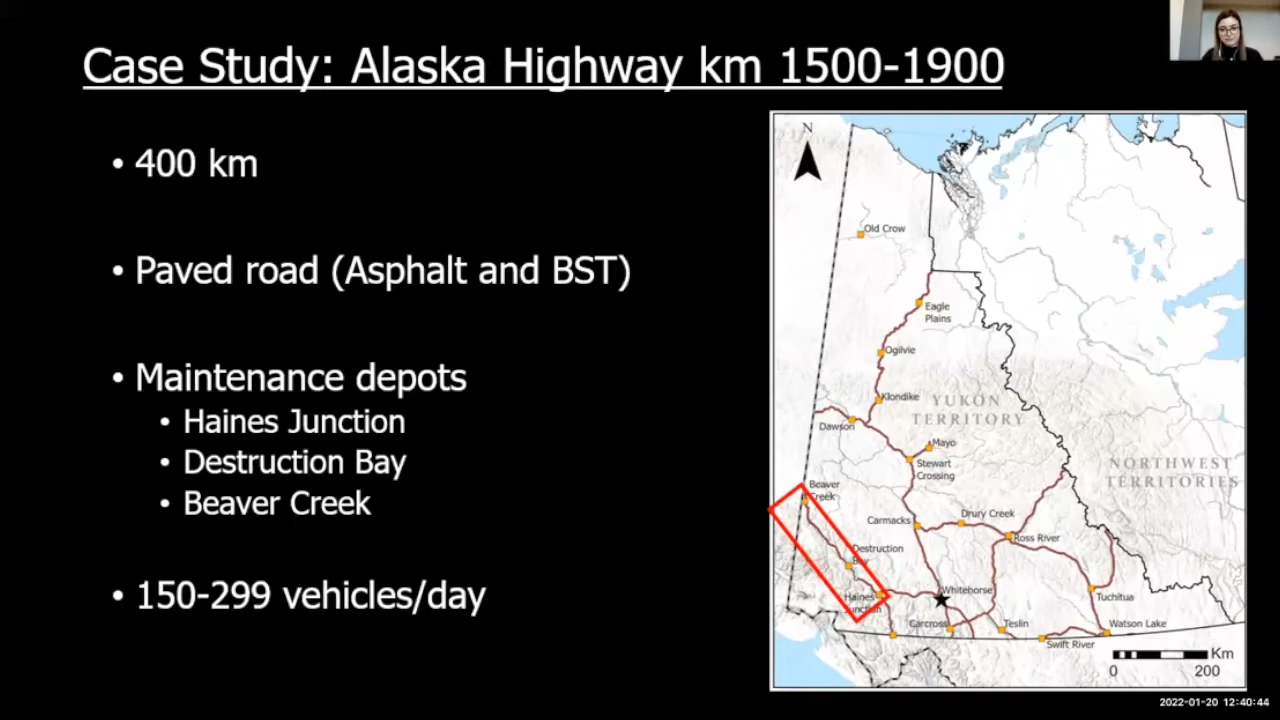 Case Study: Alaska Highway km 1500-1900
• 400 km
• Paved road (Asphalt and BST)
• Maintenance depots
• Haines Junction
• Destruction Bay
• Beaver Creek
• 150-299 vehicles/day
N
Old Crow
Eagle
Plains
Ogilvie
Klondike
YUKON
TERRITORY
Dawson
Mayo
Stewart
Crossing
NORTHWEST
TERRITORIES
Beaver
Creek
Carmacks
Drury Creek
Ross River
Destruction
Bay
Haines
Junction
Whitehorse
Tuchitua
Carcross
Teslin
Watson Lake
Swift River
Km
0 200
2022-01-20 12:40:44